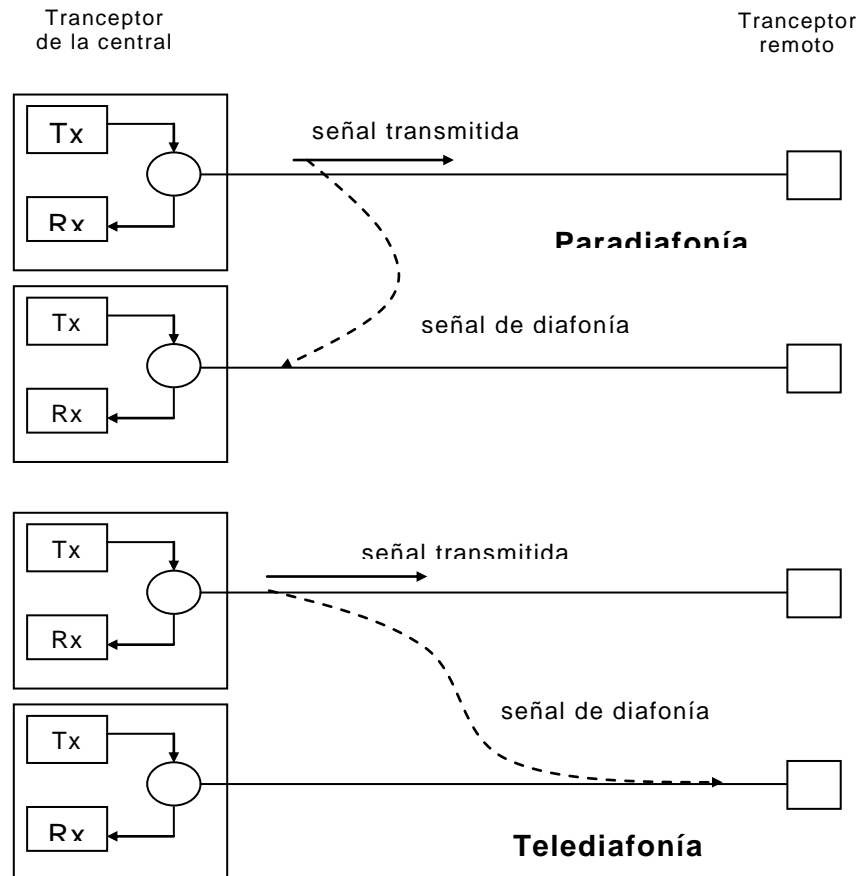 Tranceptor
de la central
Tranceptor
remoto
Tx
señal transmitida
Rx
Paradiafonía
Tx
señal de diafonía
Rx
Tx
señal transmitida
Rx
señal de diafonía
Tx
Rx
Telediafonía